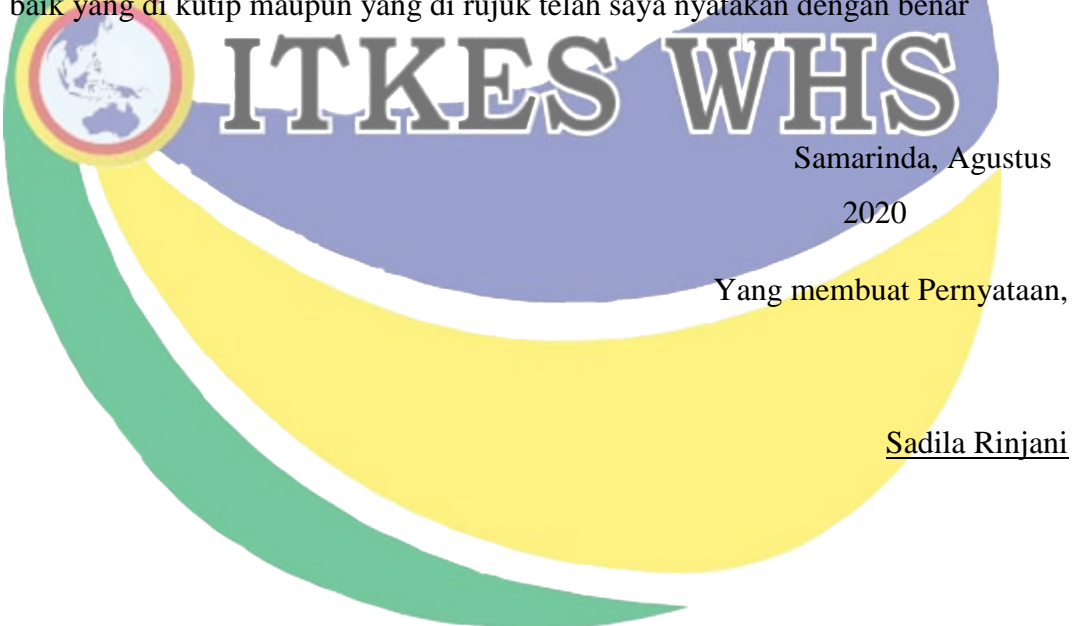 baik yang di kutip maupun yang di rujuk telah saya nyatakan dengan benar
ITKES WHS
Samarinda, Agustus
2020
Yang membuat Pernyataan,
Sadila Rinjani